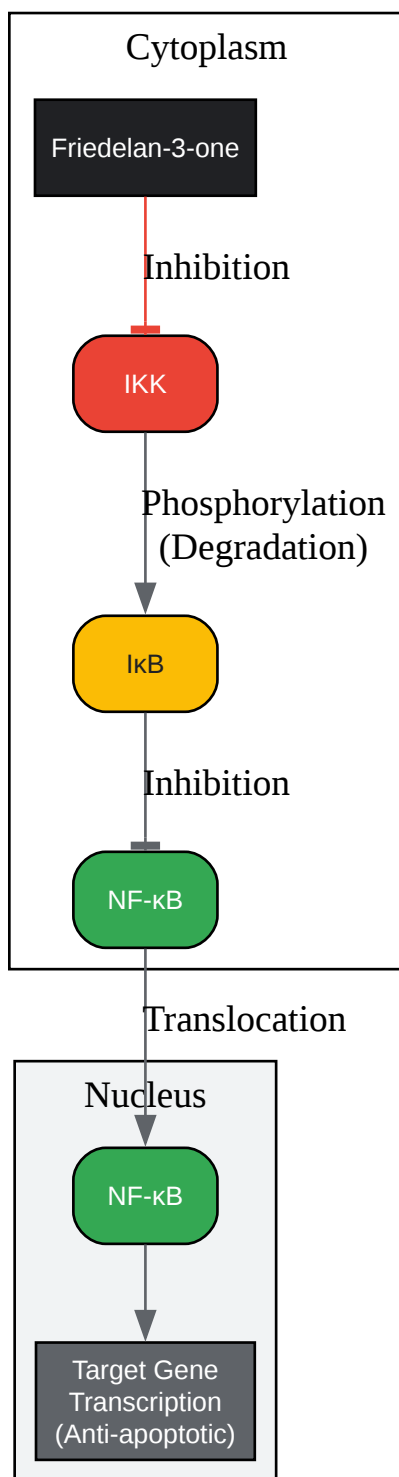 Cytoplasm
Friedelan-3-one
Inhibition
IKK
Phosphorylation
(Degradation)
IκB
Inhibition
NF-κB
Translocation
Nucleus
NF-κB
Target Gene
Transcription
(Anti-apoptotic)